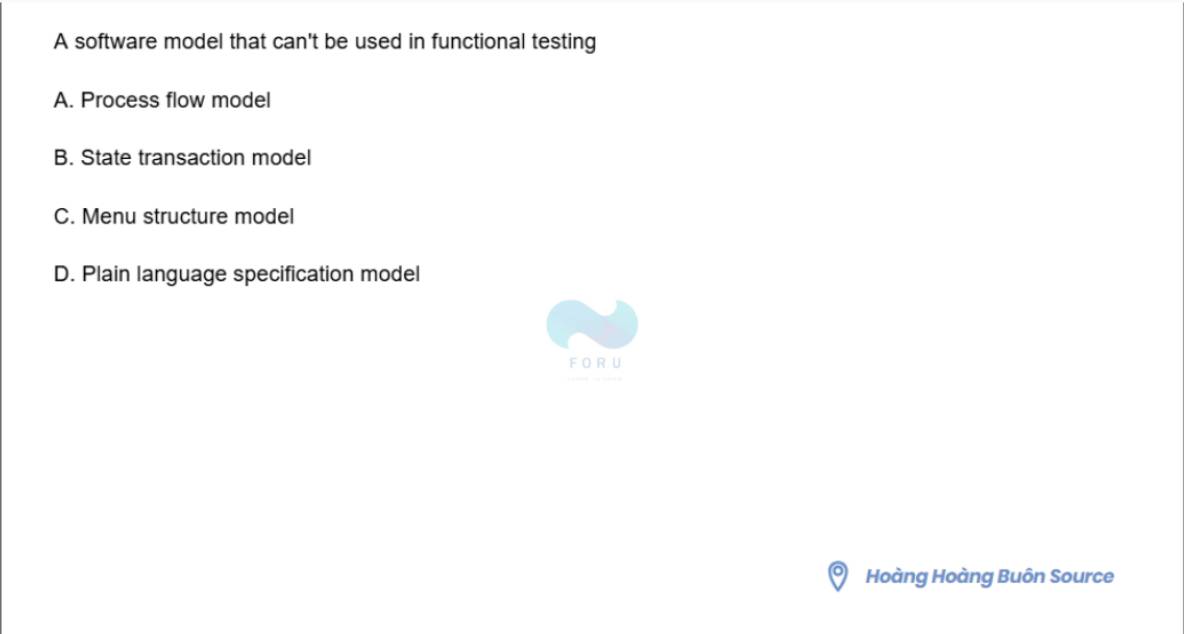 A software model that can't be used in functional testing
A. Process flow model
B. State transaction model
C. Menu structure model
D. Plain language specification model
FORU
Hoàng Hoàng Buôn Source